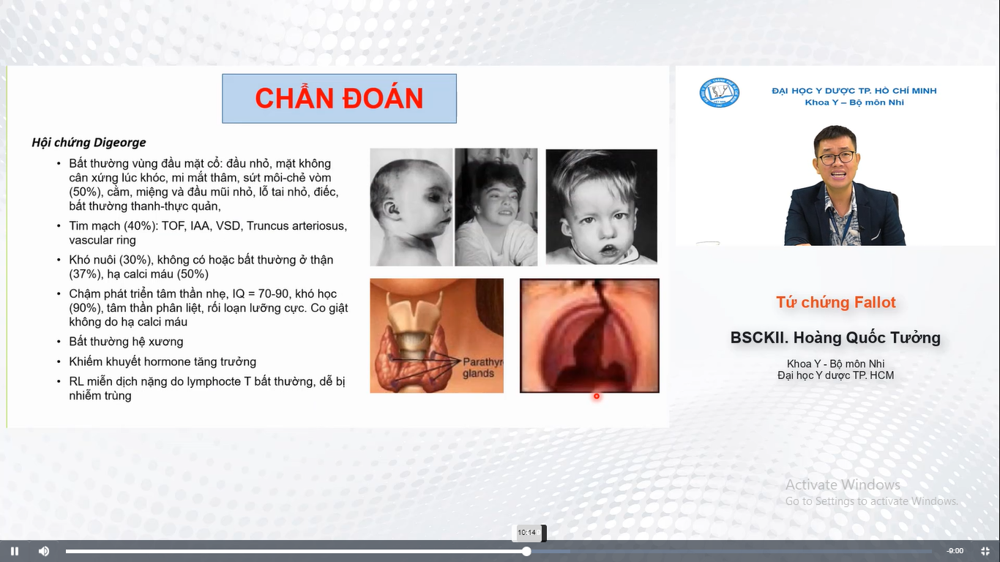 CHẨN ĐOÁN
Hội chứng Digeorge
• Bất thường vùng đầu mặt cổ: đầu nhỏ, mặt không
cân xứng lúc khóc, mi mắt thâm, sứt môi-chẻ vòm
(50%), cằm, miệng và đầu mũi nhỏ, lỗ tai nhỏ, điếc,
bất thường thanh-thực quản,
• Tim mạch (40%): TOF, IAA, VSD, Truncus arteriosus,
vascular ring
• Khó nuôi (30%), không có hoặc bất thường ở thận
(37%), hạ calci máu (50%)
• Chậm phát triển tâm thần nhẹ, IQ = 70-90, khó học
(90%), tâm thần phân liệt, rối loạn lưỡng cực. Co giật
không do hạ calci máu
• Bất thường hệ xương
• Khiếm khuyết hormone tăng trưởng
• RL miễn dịch nặng do lymphocte T bất thường, dễ bị
nhiễm trùng
Parathyr
glands
ĐẠI HỌC Y DƯỢC TP. HỒ CHÍ MINH
Khoa Y – Bộ môn Nhi
Tứ chứng Fallot
BSCKII. Hoàng Quốc Tưởng
Khoa Y - Bộ môn Nhi
Đại học Y dược TP. HCM
Activate Windows
Go to Settings to activate Windows.
10:14
-9:00